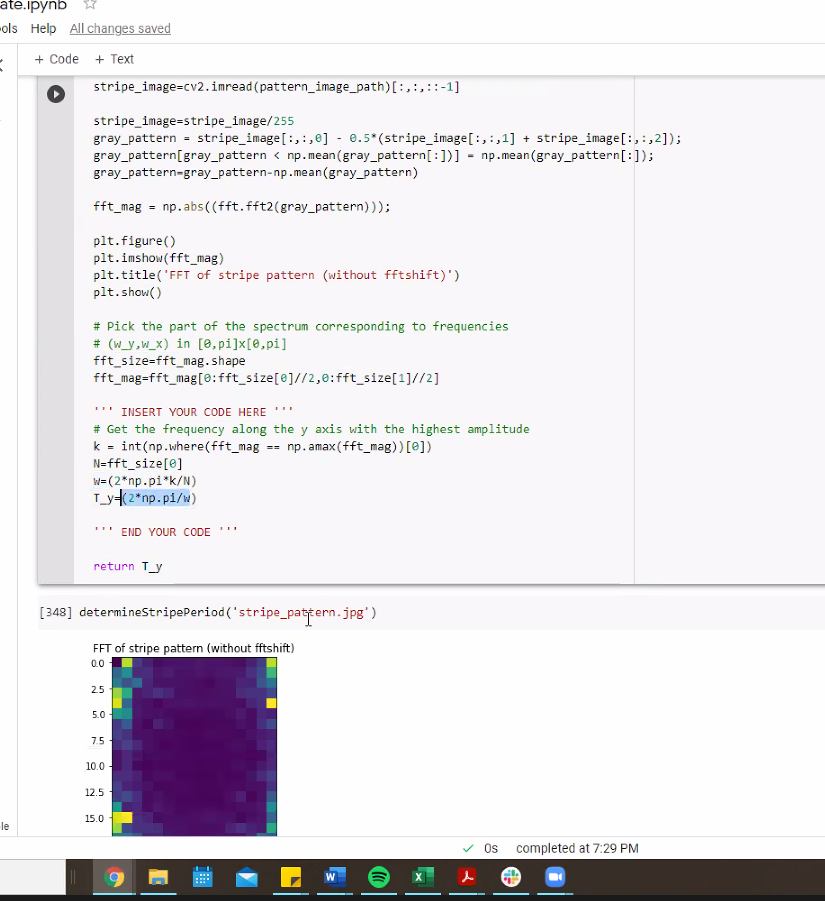 ate.ipynb
ols Help All changes saved
+ Code + Text
stripe_image=cv2.imread(pattern_image_path)[:,:,::-1]
stripe_image=stripe_image/255
gray_pattern = stripe_image[:,:,0] - 0.5*(stripe_image[:,:,1] + stripe_image[:,:,2]);
gray_pattern[gray_pattern < np.mean(gray_pattern[:])] = np.mean(gray_pattern[:]);
gray_pattern=gray_pattern-np.mean(gray_pattern)
fft_mag = np.abs((fft.fft2(gray_pattern)));
plt.figure()
plt.imshow(fft_mag)
plt.title('FFT of stripe pattern (without fftshift)')
plt.show()
# Pick the part of the spectrum corresponding to frequencies
# (w_y,w_x) in [0,pi]x[0,pi]
fft_size=fft_mag.shape
fft_mag=fft_mag[0:fft_size[0]//2,0:fft_size[1]//2]
''' INSERT YOUR CODE HERE '''
# Get the frequency along the y axis with the highest amplitude
k = int(np.where(fft_mag == np.amax(fft_mag))[0])
N=fft_size[0]
w=(2*np.pi*k/N)
T_y=(2*np.pi/w)
''' END YOUR CODE '''
return T_y
[348] determineStripePeriod('stripe_pattern.jpg')
FFT of stripe pattern (without fftshift)
0.0
2.5
5.0
7.5
10.0
12.5
15.0
le
0s completed at 7:29 PM